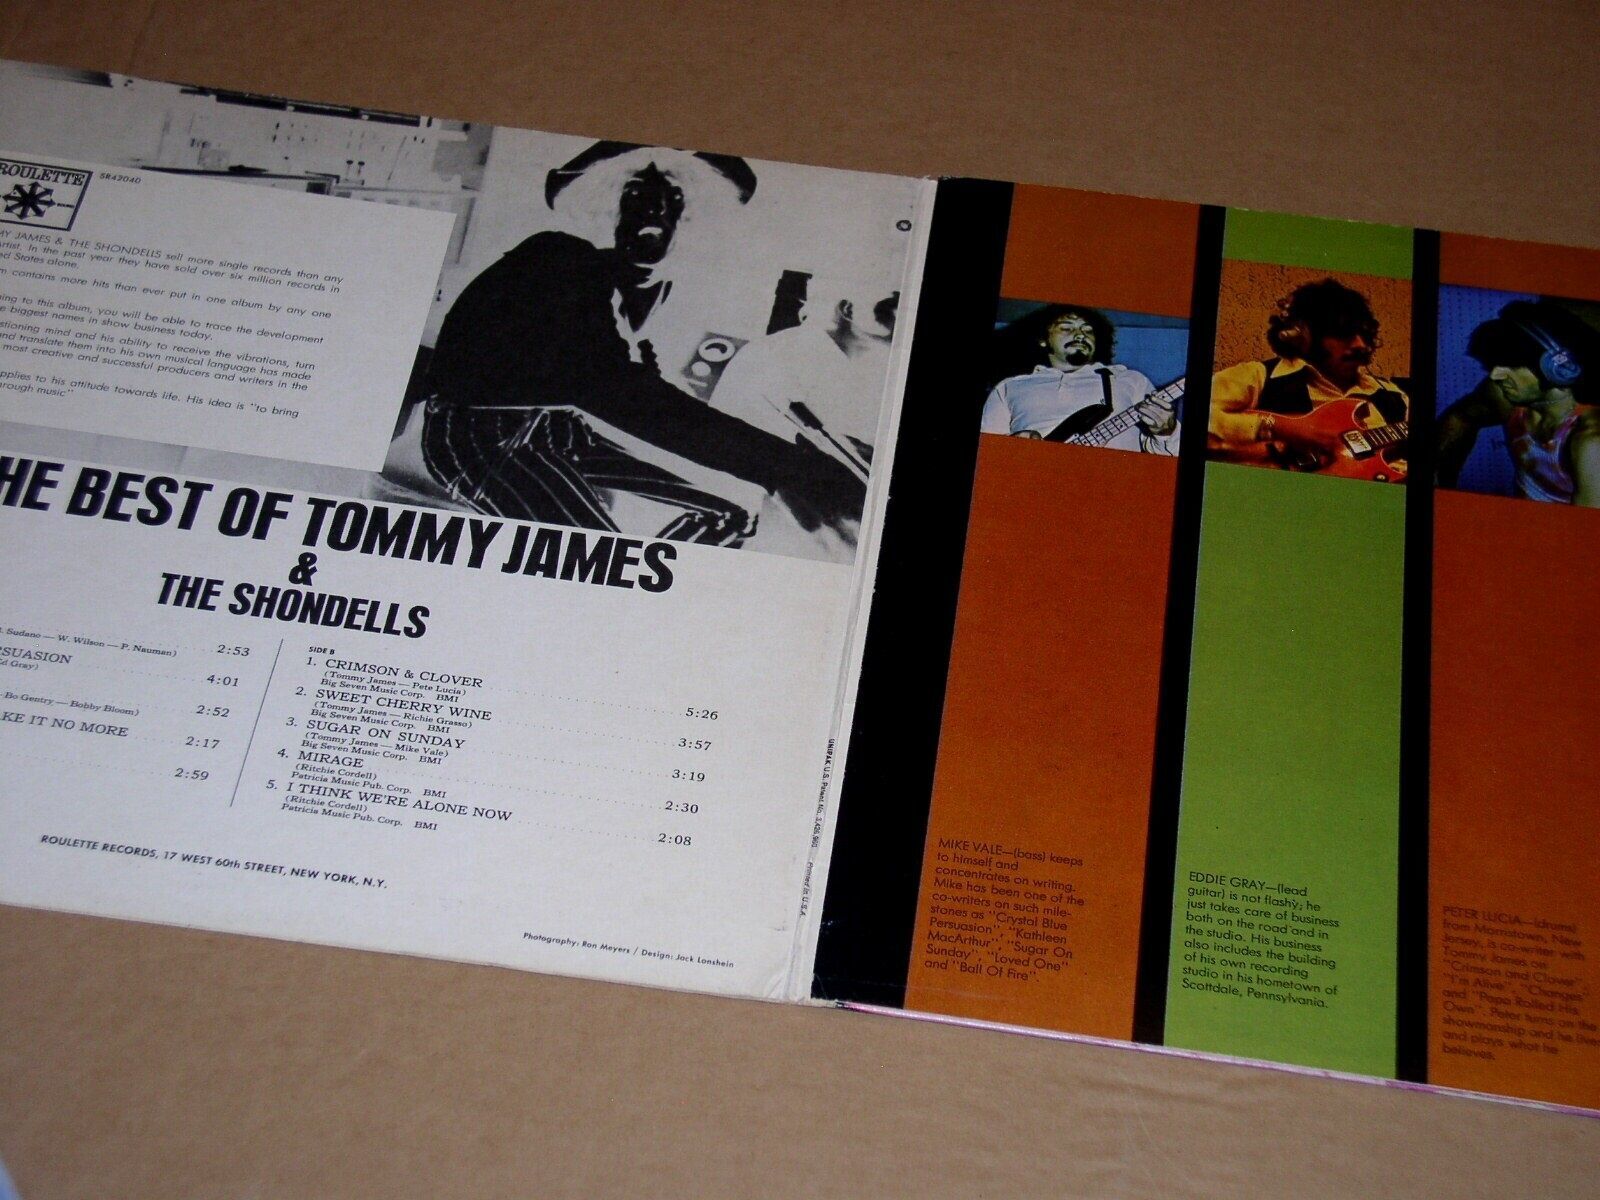 ROULETTE
SR42040
JAMES & THE SHONDELLS sell more single records than any
artist. In the past year they have sold over six million records in
States alone.
contains more hits than ever put in one album by any one
to this album, you will be able to trace the development
biggest names in show business today.
mind and his ability to receive the vibrations, turn
and translate them into his own musical language has made
most creative and successful producers and writers in the
applies to his attitude towards life. His idea is "to bring
music"
BEST OF TOMMY JAMES
&
THE SHONDELLS
Sudano — W. Wilson — P. Nauman) 2:53
Gray) 4:01
Bo Gentry — Bobby Bloom) 2:52
IT NO MORE 2:17
2:59
SIDE B
1. CRIMSON & CLOVER 5:26
(Tommy James — Pete Lucia)
Big Seven Music Corp. BMI
2. SWEET CHERRY WINE 3:57
(Tommy James — Richie Grasso)
Big Seven Music Corp. BMI
3. SUGAR ON SUNDAY 3:19
(Tommy James — Mike Vale)
Big Seven Music Corp. BMI
4. MIRAGE 2:30
(Ritchie Cordell)
Patricia Music Pub. Corp. BMI
5. I THINK WE'RE ALONE NOW 2:08
(Ritchie Cordell)
Patricia Music Pub. Corp. BMI
ROULETTE RECORDS, 17 WEST 60th STREET, NEW YORK, N.Y.
Photography: Ron Meyers / Design: Jack Lonshein
UNIPAK U.S. Patent No. 3,426,960 Printed in U.S.A.
MIKE VALE—(bass) keeps
to himself and
concentrates on writing.
Mike has been one of the
co-writers on such mile-
stones as "Crystal Blue
Persuasion", "Kathleen
MacArthur", "Sugar On
Sunday", "Loved One"
and "Ball Of Fire"
EDDIE GRAY—(lead
guitar) is not flashy; he
just takes care of business
both on the road and in
the studio. His business
also includes the building
of his own recording
studio in his hometown of
Scottdale, Pennsylvania.
PETER LUCIA—(drums)
from Morristown, New
Jersey, is co-writer with
Tommy James on
"Crimson and Clover",
"I'm Alive", "Changes"
and "Papa Rolled His
Own". Peter turns on the
showmanship and he lives
and plays what he
believes.